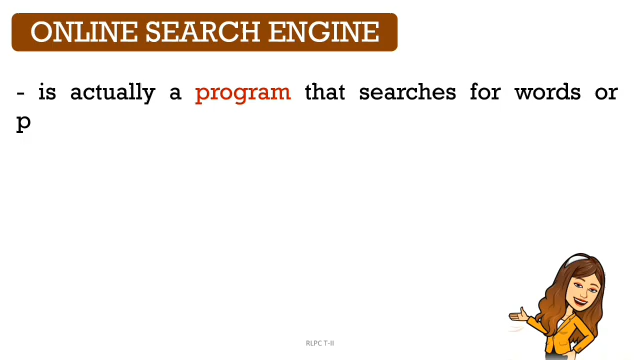 ONLINE SEARCH ENGINE
- is actually a program that searches for words or
p
RLPC T-II